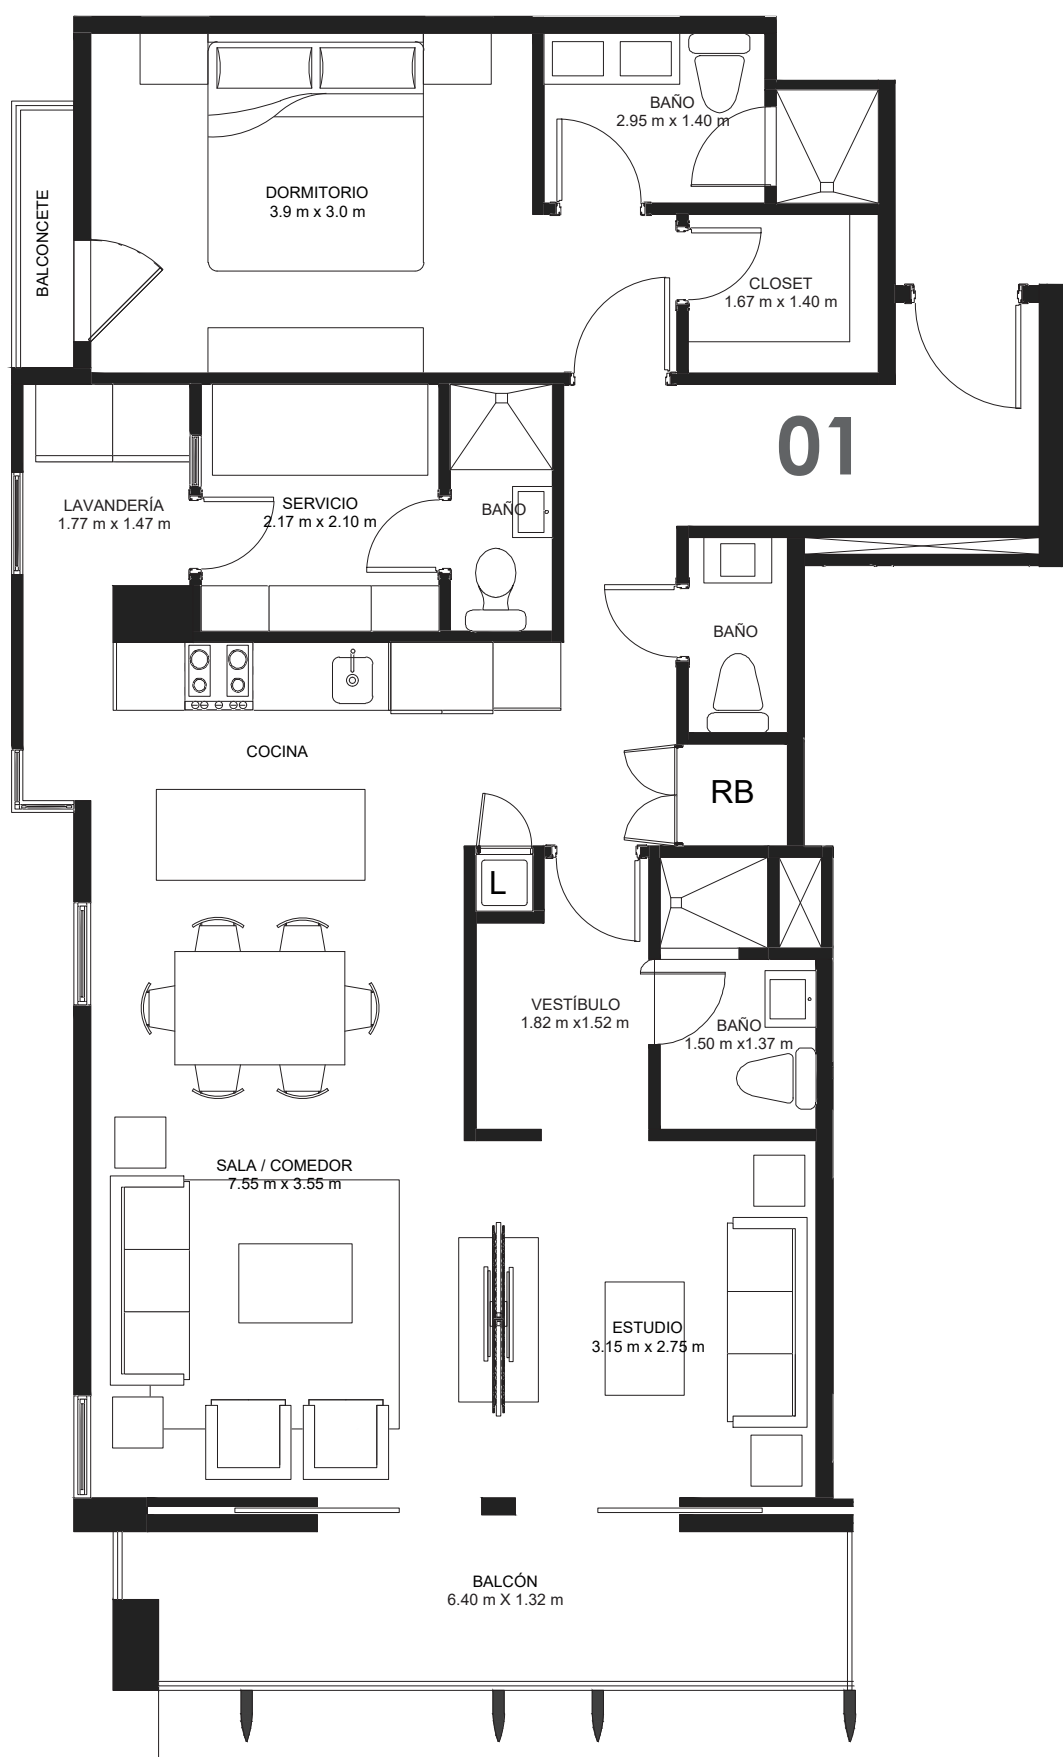 BAÑO
2.95 m x 1.40 m
DORMITORIO
3.9 m x 3.0 m
BALCONCETE
CLOSET
1.67 m x 1.40 m
01
LAVANDERÍA
1.77 m x 1.47 m
SERVICIO
2.17 m x 2.10 m
BAÑO
BAÑO
COCINA
RB
L
VESTÍBULO
1.82 m x1.52 m
BAÑO
1.50 m x1.37 m
SALA / COMEDOR
7.55 m x 3.55 m
ESTUDIO
3.15 m x 2.75 m
BALCÓN
6.40 m X 1.32 m